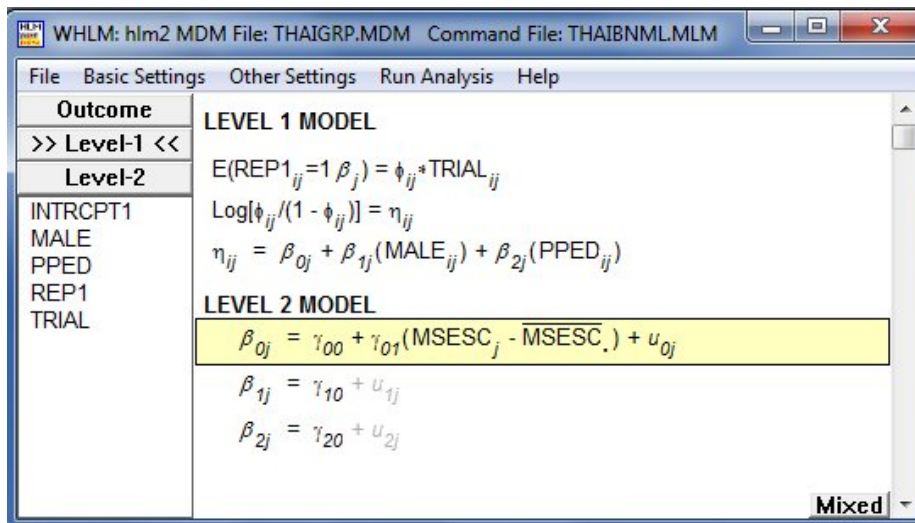 WHLM: hlm2 MDM File: THAIGRP.MDM Command File: THAIBNML.MLM
File Basic Settings Other Settings Run Analysis Help
Outcome
>> Level-1 <<
Level-2
INTRCPT1
MALE
PPED
REP1
TRIAL
LEVEL 1 MODEL
E(REP1ij=1 βj) = ϕij*TRIALij
Log[ϕij/(1 - ϕij)] = ηij
ηij = β0j + β1j(MALEij) + β2j(PPEDij)
LEVEL 2 MODEL
β0j = γ00 + γ01(MSESCj - M̅S̅E̅S̅C̅.) + u0j
β1j = γ10 + u1j
β2j = γ20 + u2j
Mixed